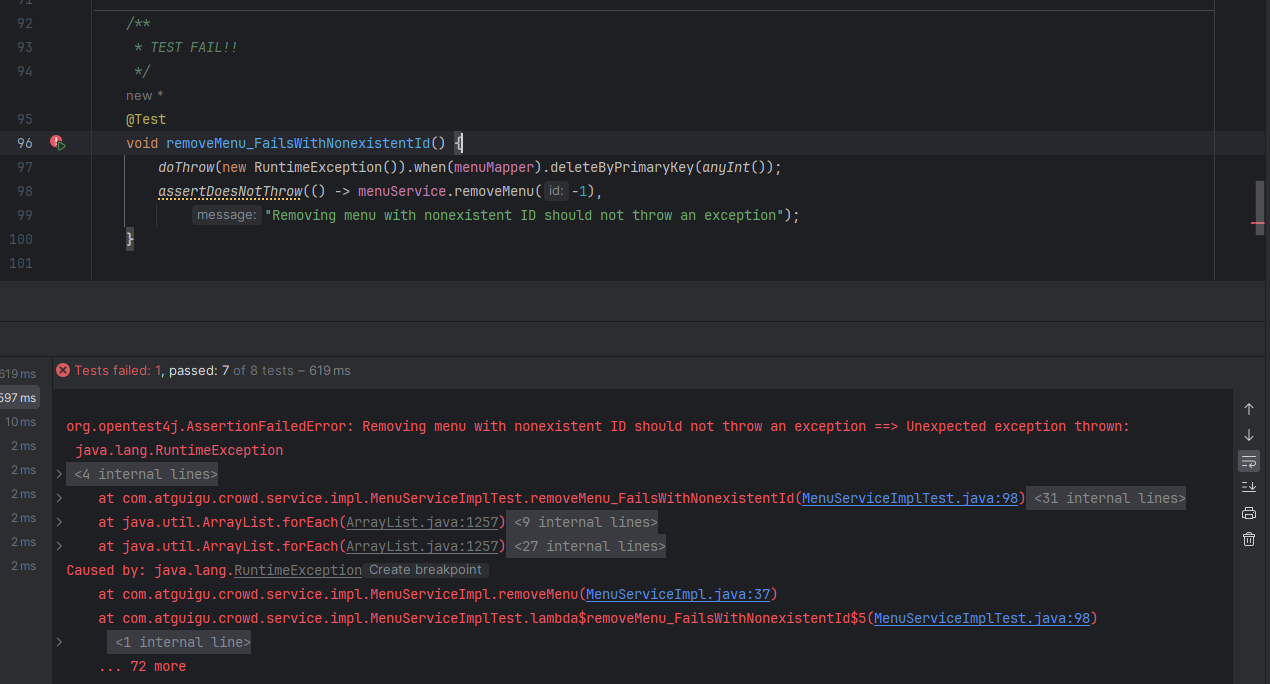 92 /**
93 * TEST FAIL!!
94 */
new *
95 @Test
96 void removeMenu_FailsWithNonexistentId() {
97 doThrow(new RuntimeException()).when(menuMapper).deleteByPrimaryKey(anyInt());
98 assertDoesNotThrow(() -> menuService.removeMenu( id: -1),
99 message: "Removing menu with nonexistent ID should not throw an exception");
100 }
101
619 ms
Tests failed: 1, passed: 7 of 8 tests – 619 ms
597 ms
10 ms
org.opentest4j.AssertionFailedError: Removing menu with nonexistent ID should not throw an exception ==> Unexpected exception thrown:
2 ms
java.lang.RuntimeException
2 ms
<4 internal lines>
2 ms
at com.atguigu.crowd.service.impl.MenuServiceImplTest.removeMenu_FailsWithNonexistentId(MenuServiceImplTest.java:98) <31 internal lines>
2 ms
at java.util.ArrayList.forEach(ArrayList.java:1257) <9 internal lines>
2 ms
at java.util.ArrayList.forEach(ArrayList.java:1257) <27 internal lines>
2 ms
Caused by: java.lang.RuntimeException Create breakpoint
at com.atguigu.crowd.service.impl.MenuServiceImpl.removeMenu(MenuServiceImpl.java:37)
at com.atguigu.crowd.service.impl.MenuServiceImplTest.lambda$removeMenu_FailsWithNonexistentId$5(MenuServiceImplTest.java:98)
<1 internal line>
... 72 more